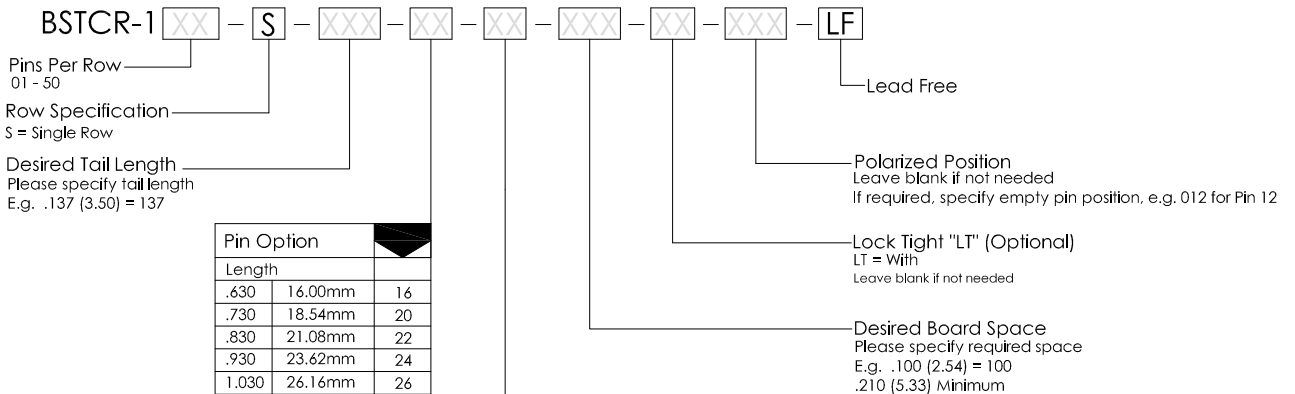 BSTCR-1 XX - S - XXX - XX - XX - XXX - XX - XXX - LF
Pins Per Row
01 - 50
Row Specification
S = Single Row
Desired Tail Length
Please specify tail length
E.g. .137 (3.50) = 137
Pin Option
Length
.630 16.00mm 16
.730 18.54mm 20
.830 21.08mm 22
.930 23.62mm 24
1.030 26.16mm 26
Lead Free
Polarized Position
Leave blank if not needed
If required, specify empty pin position, e.g. 012 for Pin 12
Lock Tight "LT" (Optional)
LT = With
Leave blank if not needed
Desired Board Space
Please specify required space
E.g. .100 (2.54) = 100
.210 (5.33) Minimum